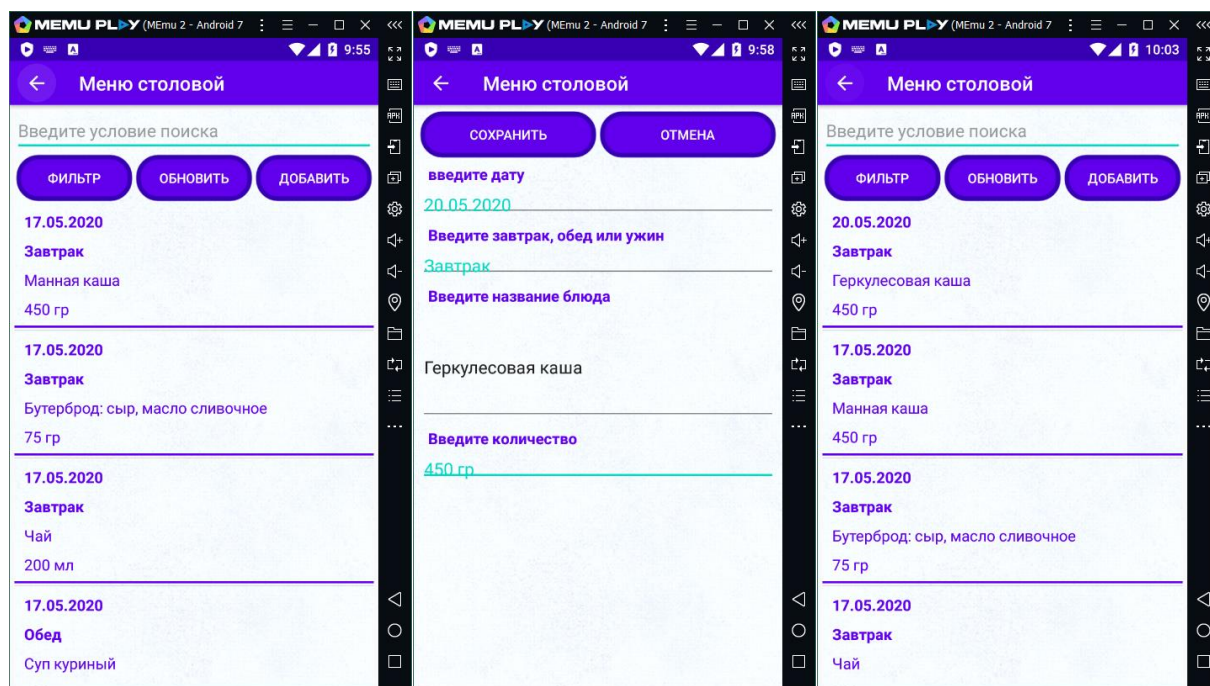 MEMU PLAY (MEmu 2 - Android 7
9:55
Меню столовой
Введите условие поиска
ФИЛЬТР ОБНОВИТЬ ДОБАВИТЬ
17.05.2020
Завтрак
Манная каша
450 гр
17.05.2020
Завтрак
Бутерброд: сыр, масло сливочное
75 гр
17.05.2020
Завтрак
Чай
200 мл
17.05.2020
Обед
Суп куриный
APK
MEMU PLAY (MEmu 2 - Android 7
9:58
Меню столовой
СОХРАНИТЬ ОТМЕНА
введите дату
20.05.2020
Введите завтрак, обед или ужин
Завтрак
Введите название блюда
Геркулесовая каша
Введите количество
450 гр
APK
MEMU PLAY (MEmu 2 - Android 7
10:03
Меню столовой
Введите условие поиска
ФИЛЬТР ОБНОВИТЬ ДОБАВИТЬ
20.05.2020
Завтрак
Геркулесовая каша
450 гр
17.05.2020
Завтрак
Манная каша
450 гр
17.05.2020
Завтрак
Бутерброд: сыр, масло сливочное
75 гр
17.05.2020
Завтрак
Чай
APK